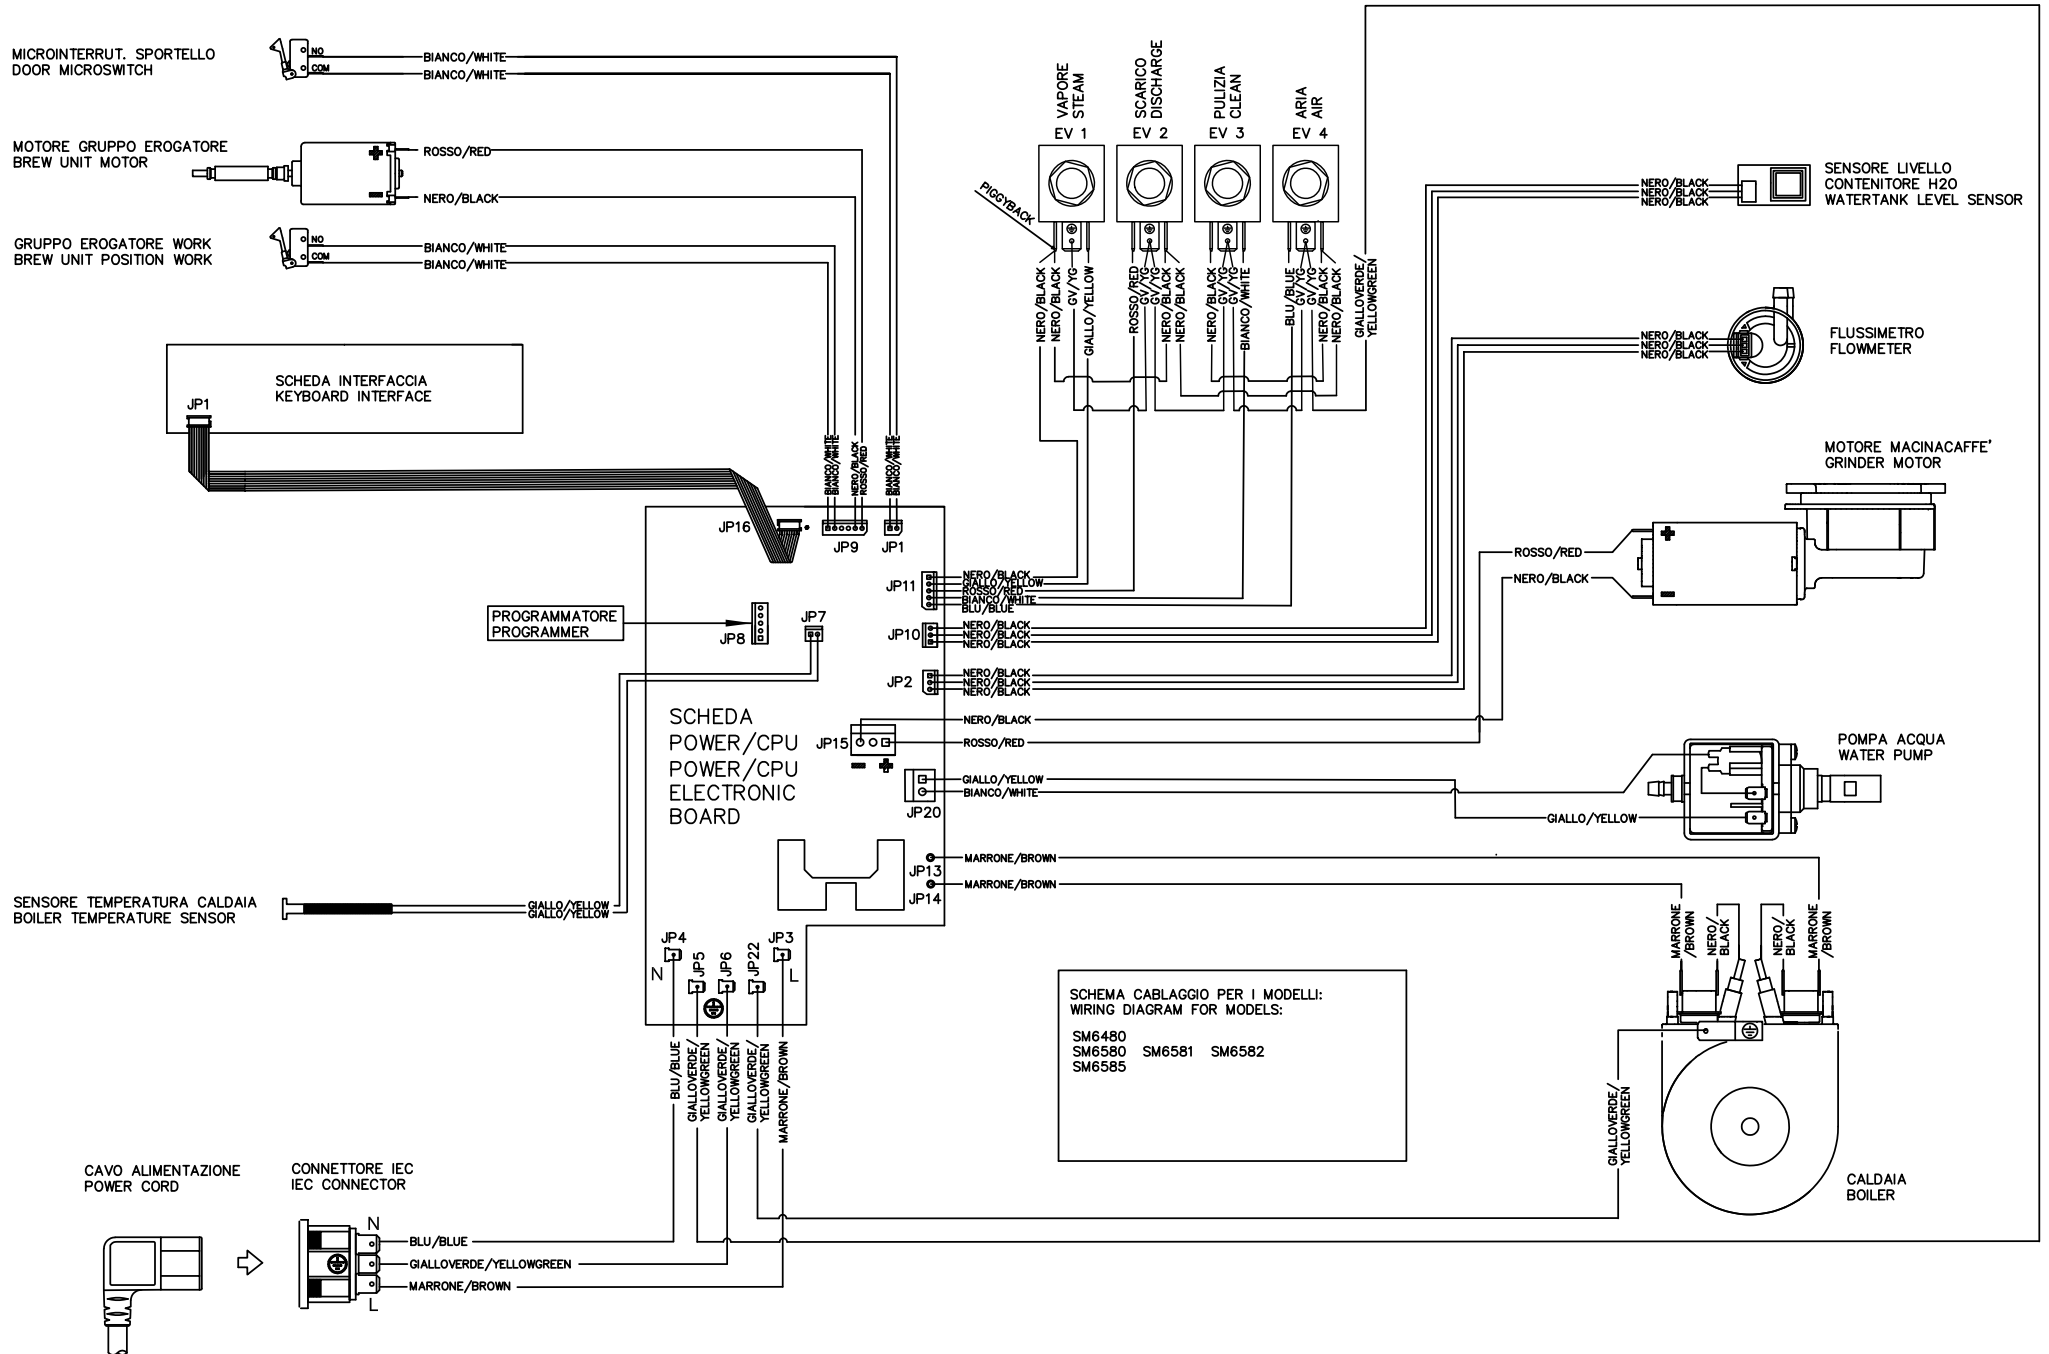 MICROINTERRUT. SPORTELLO
DOOR MICROSWITCH
NO
COM
BIANCO/WHITE
BIANCO/WHITE
MOTORE GRUPPO EROGATORE
BREW UNIT MOTOR
ROSSO/RED
NERO/BLACK
GRUPPO EROGATORE WORK
BREW UNIT POSITION WORK
NO
COM
BIANCO/WHITE
BIANCO/WHITE
SCHEDA INTERFACCIA
KEYBOARD INTERFACE
JP1
VAPORE
STEAM
EV 1
SCARICO
DISCHARGE
EV 2
PULIZIA
CLEAN
EV 3
ARIA
AIR
EV 4
PIGGYBACK
NERO/BLACK
NERO/BLACK
GV/YG
GIALLO/YELLOW
ROSSO/RED
GV/YG
GV/YG
NERO/BLACK
NERO/BLACK
NERO/BLACK
GV/YG
GV/YG
BIANCO/WHITE
BLU/BLUE
GV/YG
GV/YG
NERO/BLACK
NERO/BLACK
GIALLOVERDE/
YELLOWGREEN
NERO/BLACK
NERO/BLACK
NERO/BLACK
SENSORE LIVELLO
CONTENITORE H2O
WATERTANK LEVEL SENSOR
NERO/BLACK
NERO/BLACK
NERO/BLACK
FLUSSIMETRO
FLOWMETER
MOTORE MACINACAFFE'
GRINDER MOTOR
ROSSO/RED
NERO/BLACK
BIANCO/WHITE
BIANCO/WHITE
NERO/BLACK
ROSSO/RED
BIANCO/WHITE
BIANCO/WHITE
JP16
*
JP9
JP1
JP11
NERO/BLACK
GIALLO/YELLOW
ROSSO/RED
BIANCO/WHITE
BLU/BLUE
PROGRAMMATORE
PROGRAMMER
JP8
JP7
JP10
NERO/BLACK
NERO/BLACK
NERO/BLACK
JP2
NERO/BLACK
NERO/BLACK
NERO/BLACK
SCHEDA
POWER/CPU
POWER/CPU
ELECTRONIC
BOARD
JP15
NERO/BLACK
ROSSO/RED
GIALLO/YELLOW
BIANCO/WHITE
JP20
POMPA ACQUA
WATER PUMP
GIALLO/YELLOW
MARRONE/BROWN
JP13
MARRONE/BROWN
JP14
SENSORE TEMPERATURA CALDAIA
BOILER TEMPERATURE SENSOR
GIALLO/YELLOW
GIALLO/YELLOW
JP4
N
JP5
JP6
JP22
JP3
L
BLU/BLUE
GIALLOVERDE/
YELLOWGREEN
GIALLOVERDE/
YELLOWGREEN
GIALLOVERDE/
YELLOWGREEN
MARRONE/BROWN
MARRONE
/BROWN
NERO/
BLACK
NERO/
BLACK
MARRONE
/BROWN
GIALLOVERDE/
YELLOWGREEN
CALDAIA
BOILER
SCHEMA CABLAGGIO PER I MODELLI:
WIRING DIAGRAM FOR MODELS:
SM6480
SM6580 SM6581 SM6582
SM6585
CAVO ALIMENTAZIONE
POWER CORD
CONNETTORE IEC
IEC CONNECTOR
N
BLU/BLUE
GIALLOVERDE/YELLOWGREEN
MARRONE/BROWN
L